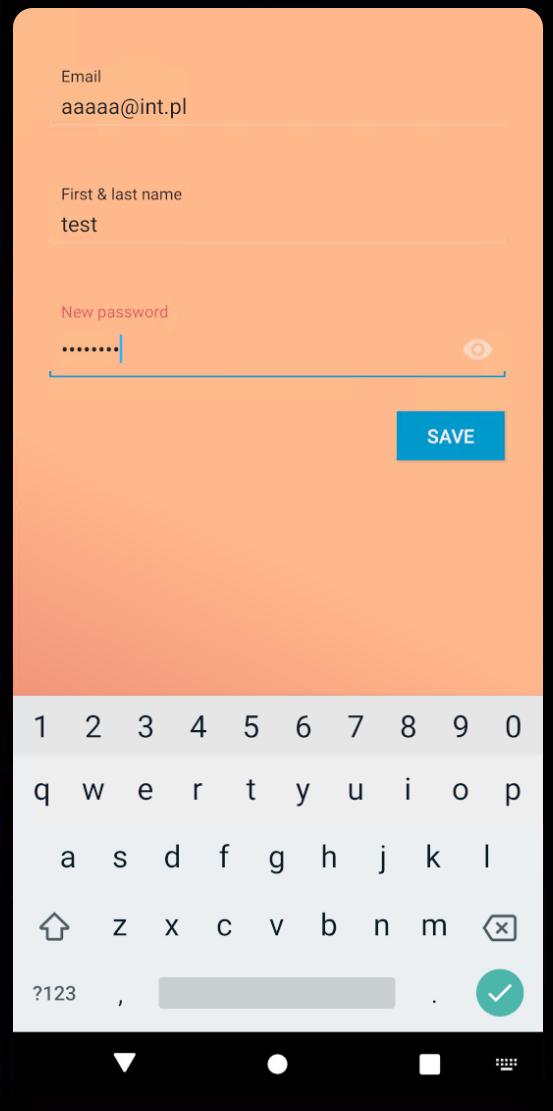 Email
aaaaa@int.pl
First & last name
test
New password
••••••••
SAVE
1 2 3 4 5 6 7 8 9 0
q w e r t y u i o p
a s d f g h j k l
z x c v b n m
?123 , .